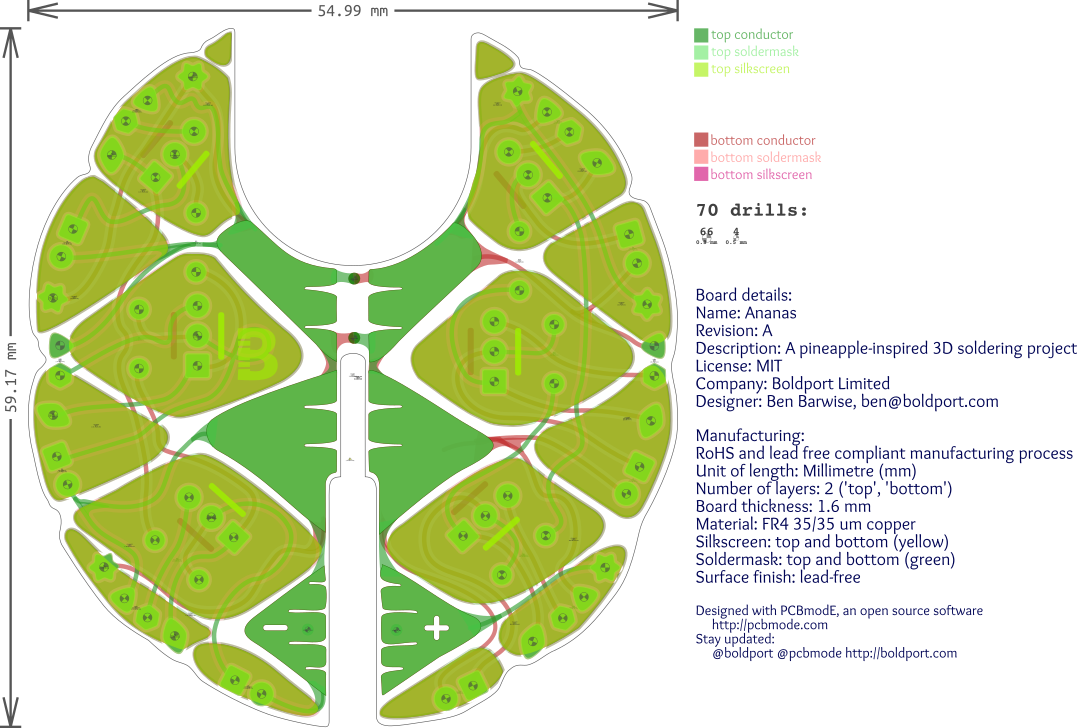 54.99 mm
59.17 mm
top conductor
top soldermask
top silkscreen
bottom conductor
bottom soldermask
bottom silkscreen
70 drills:
66 4
0.5 mm
B
- +
Board details:
Name: Ananas
Revision: A
Description: A pineapple-inspired 3D soldering project
License: MIT
Company: Boldport Limited
Designer: Ben Barwise, ben@boldport.com
Manufacturing:
RoHS and lead free compliant manufacturing process
Unit of length: Millimetre (mm)
Number of layers: 2 ('top', 'bottom')
Board thickness: 1.6 mm
Material: FR4 35/35 um copper
Silkscreen: top and bottom (yellow)
Soldermask: top and bottom (green)
Surface finish: lead-free
Designed with PCBmodE, an open source software
http://pcbmode.com
Stay updated:
@boldport @pcbmode http://boldport.com